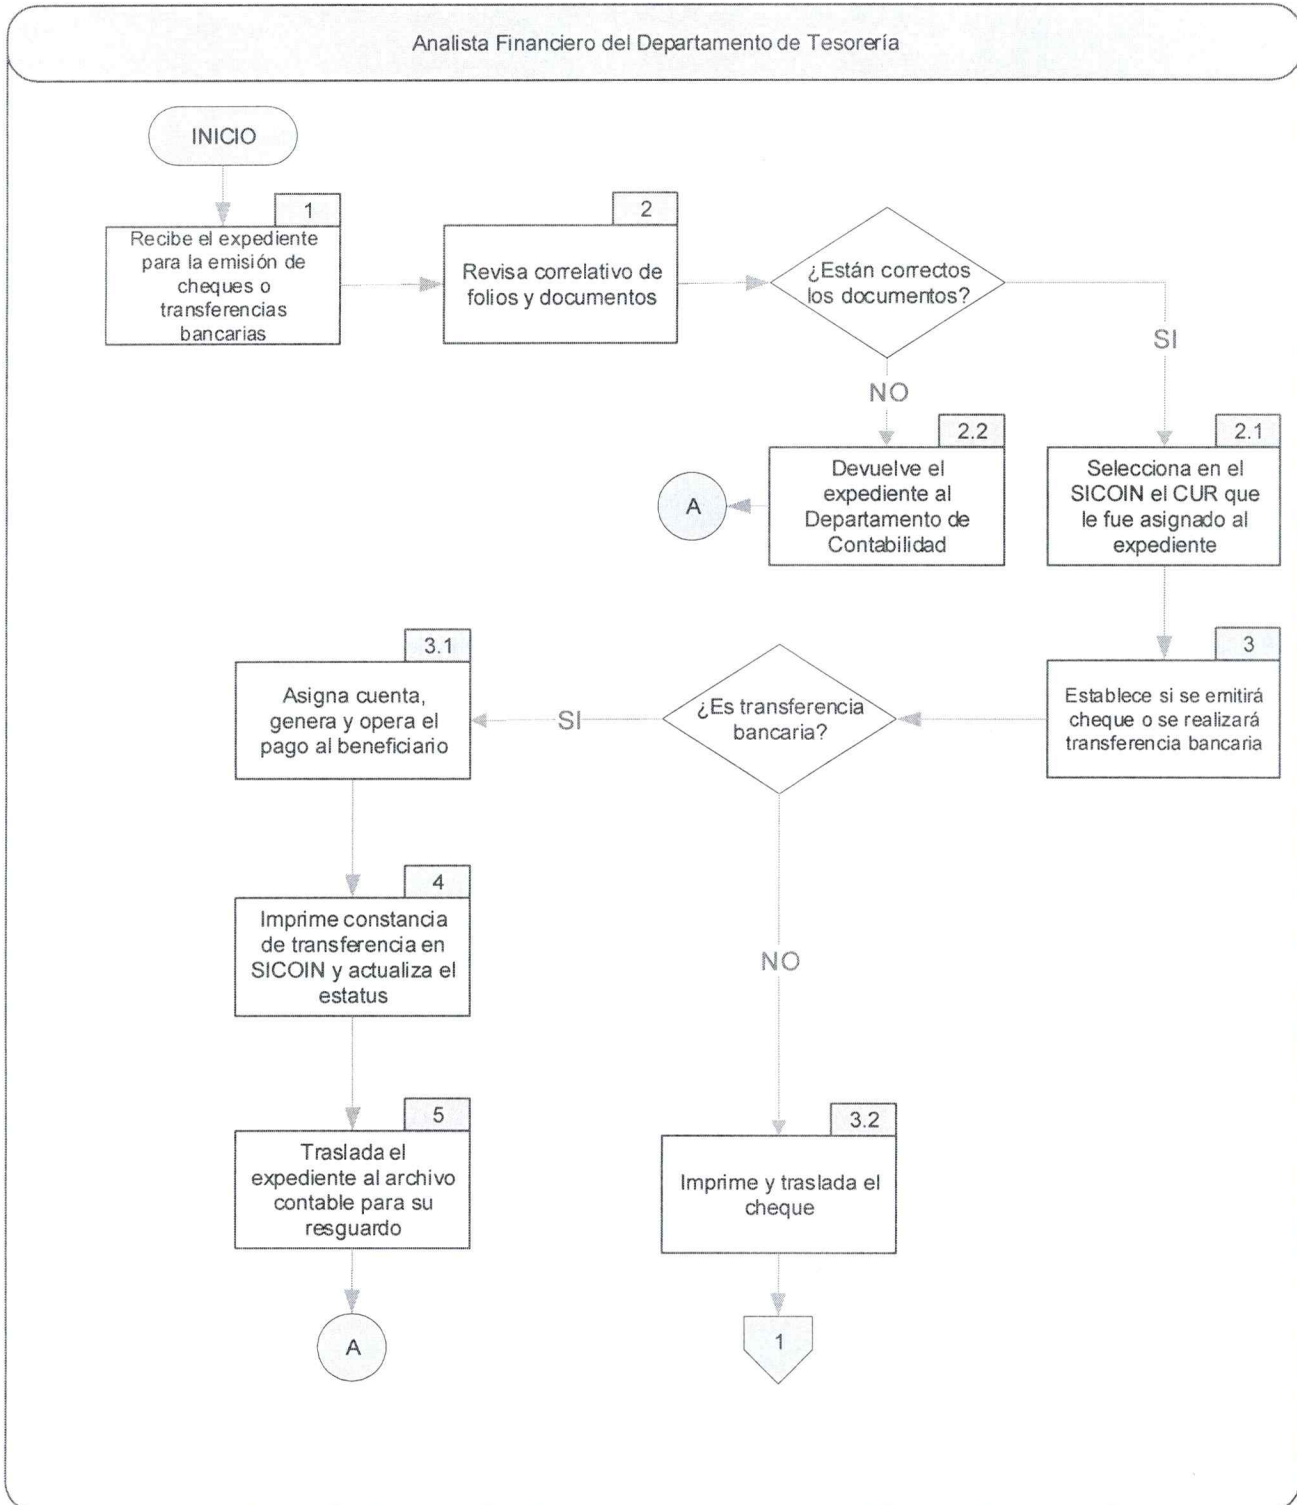 Analista Financiero del Departamento de Tesorería
INICIO
1
Recibe el expediente
para la emisión de
cheques o
transferencias
bancarias
2
Revisa correlativo de
folios y documentos
¿Están correctos
los documentos?
SI
NO
2.2
Devuelve el
expediente al
Departamento de
Contabilidad
A
2.1
Selecciona en el
SICOIN el CUR que
le fue asignado al
expediente
3
Establece si se emitirá
cheque o se realizará
transferencia bancaria
¿Es transferencia
bancaria?
SI
3.1
Asigna cuenta,
genera y opera el
pago al beneficiario
4
Imprime constancia
de transferencia en
SICOIN y actualiza el
estatus
NO
5
Traslada el
expediente al archivo
contable para su
resguardo
A
3.2
Imprime y traslada el
cheque
1